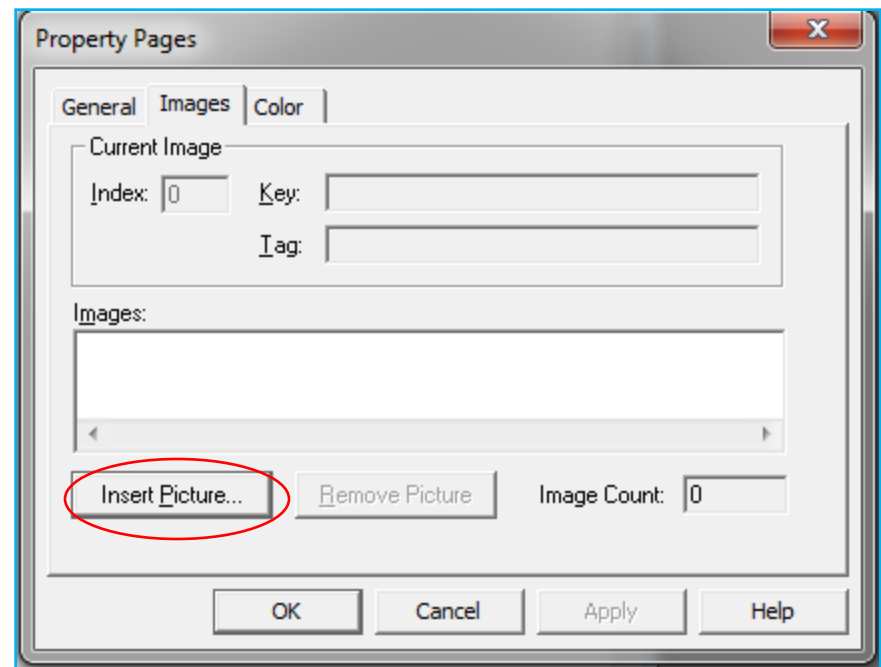 Property Pages
General Images Color
Current Image
Index: 0 Key:
Tag:
Images:
Insert Picture... Remove Picture Image Count: 0
OK Cancel Apply Help